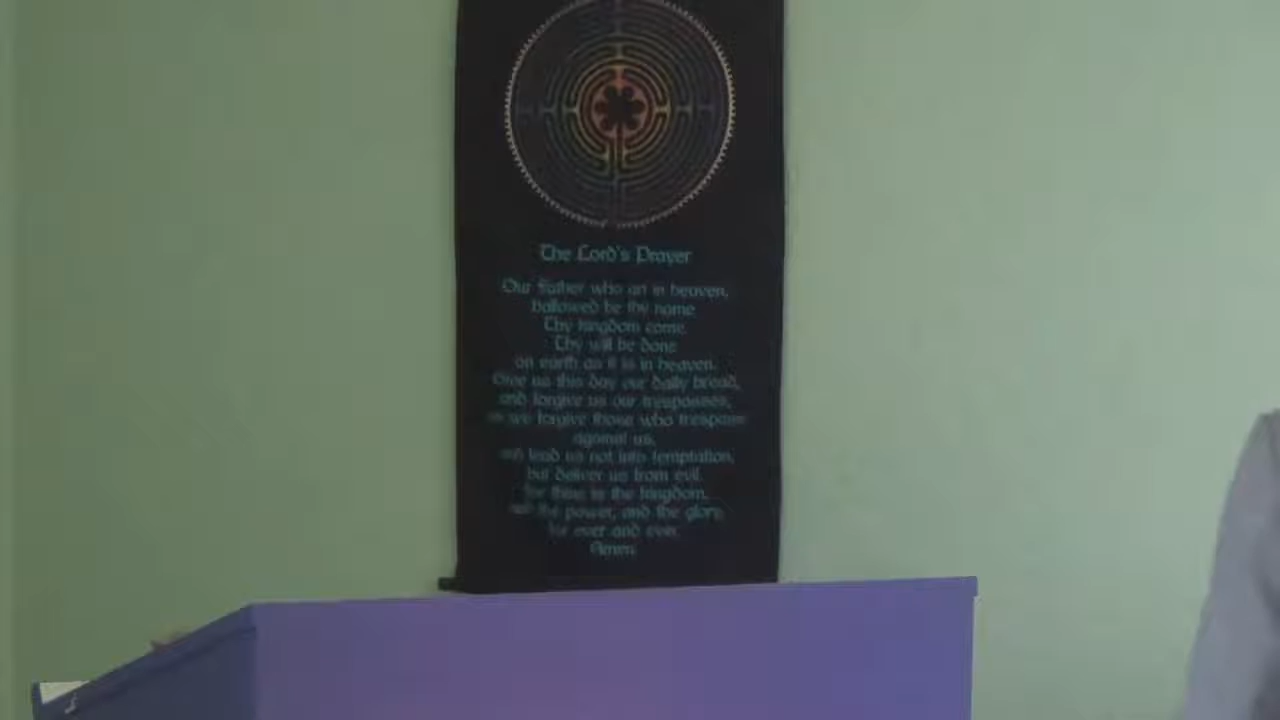 The Lord's Prayer
Our Father who art in heaven,
hallowed be thy name.
Thy kingdom come.
Thy will be done
on earth as it is in heaven.
Give us this day our daily bread,
and forgive us our trespasses,
as we forgive those who trespass
against us,
and lead us not into temptation,
but deliver us from evil.
for thine is the kingdom,
and the power, and the glory,
for ever and ever.
Amen.